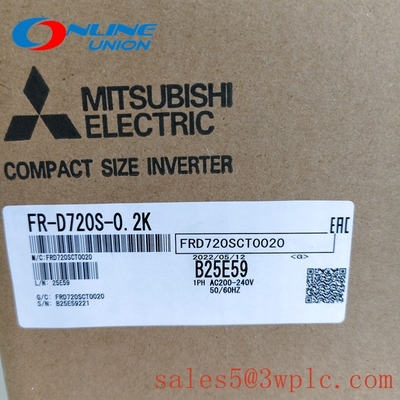 ONLINE
UNION
MITSUBISHI
ELECTRIC
COMPACT SIZE INVERTER
FR-D720S-0.2K
M/C:FRD720SCT0020
L/N: 25E59
G/C: FRD720SCT0020
S/N: B25E59221
FRD720SCT0020
2022/05/12 <G>
B25E59
1PH AC200-240V
50/60HZ
EAC
sales5@3wplc.com